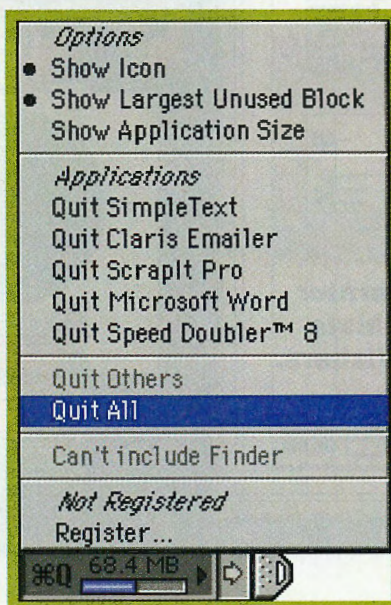 Options
• Show Icon
• Show Largest Unused Block
Show Application Size
Applications
Quit SimpleText
Quit Claris Emailer
Quit ScrapIt Pro
Quit Microsoft Word
Quit Speed Doubler™ 8
Quit Others
Quit All
Can't include Finder
Not Registered
Register...
⌘Q 68.4 MB